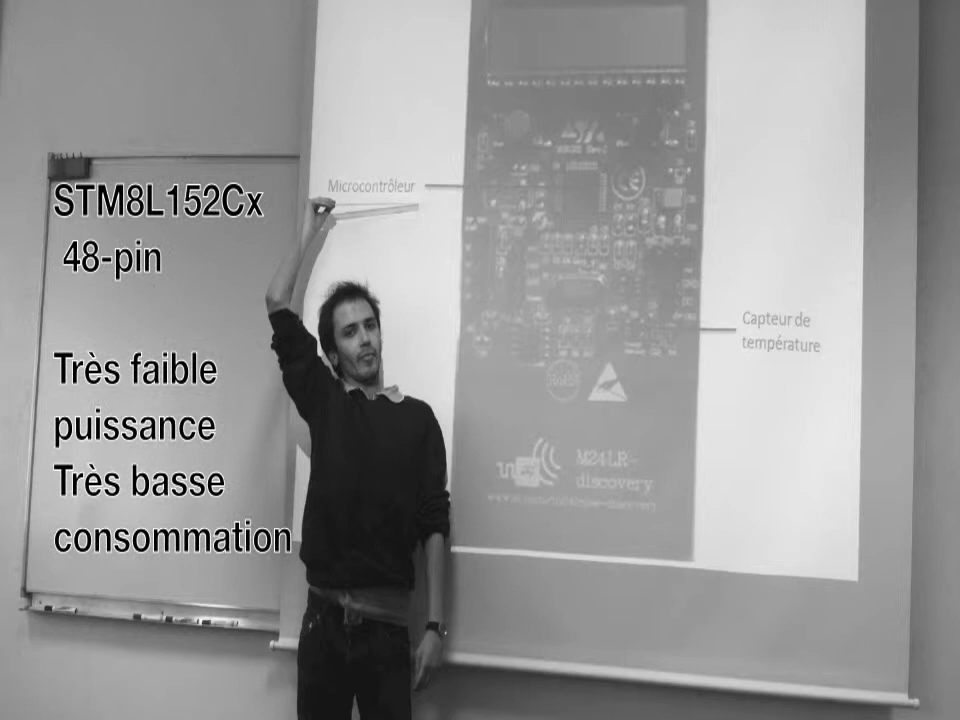 STM8L152Cx
48-pin
Très faible
puissance
Très basse
consommation
Microcontrôleur
Capteur de
température
M24LR-
discovery